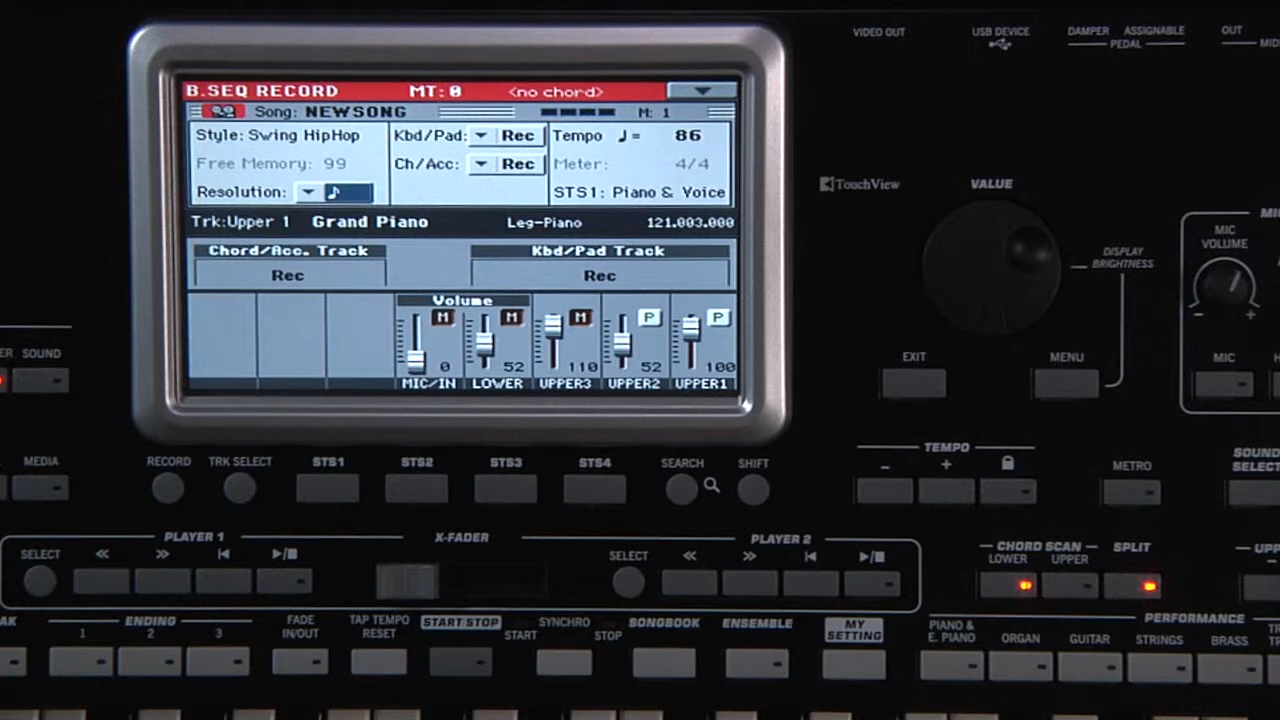 VIDEO OUT
USB DEVICE
DAMPER ASSIGNABLE
PEDAL
OUT
B.SEQ RECORD MT: 0 <no chord>
Song: NEWSONG M: 1
Style: Swing HipHop Kbd/Pad: Rec Tempo ♩= 86
Free Memory: 99 Ch/Acc: Rec Meter: 4/4
Resolution: ♪ STS1: Piano & Voice
Trk:Upper 1 Grand Piano Leg-Piano 121.003.000
Chord/Acc. Track Kbd/Pad Track
Rec Rec
Volume
M M M P P
0 52 110 52 100
MIC/IN LOWER UPPER3 UPPER2 UPPER1
TouchView
VALUE
DISPLAY
BRIGHTNESS
MIC
VOLUME
- +
EXIT MENU MIC
SOUND
MEDIA
RECORD TRK SELECT STS1 STS2 STS3 STS4 SEARCH SHIFT
TEMPO
- +
METRO
SOUND
SELECT
PLAYER 1 X-FADER PLAYER 2
SELECT << >> |◄ ►/■ SELECT << >> |◄ ►/■
CHORD SCAN SPLIT
LOWER UPPER
ENDING
1 2 3
FADE
IN/OUT
TAP TEMPO
RESET
START STOP
SYNCHRO
START STOP
SONGBOOK ENSEMBLE
MY
SETTING
PERFORMANCE
PIANO &
E. PIANO
ORGAN GUITAR STRINGS BRASS